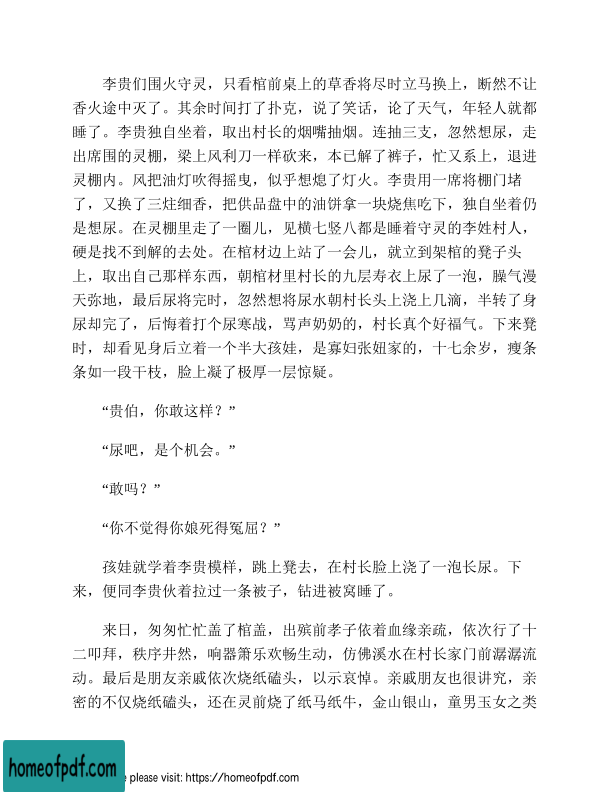 李贵们围火守灵，只看棺前桌上的草香将尽时立马换上，断然不让
香火途中灭了。其余时间打了扑克，说了笑话，论了天气，年轻人就都
睡了。李贵独自坐着，取出村长的烟嘴抽烟。连抽三支，忽然想尿，走
出席围的灵棚，梁上风利刀一样砍来，本已解了裤子，忙又系上，退进
灵棚内。风把油灯吹得摇曳，似乎想熄了灯火。李贵用一席将棚门堵
了，又换了三炷细香，把供品盘中的油饼拿一块烧焦吃下，独自坐着仍
是想尿。在灵棚里走了一圈儿，见横七竖八都是睡着守灵的李姓村人，
硬是找不到解的去处。在棺材边上站了一会儿，就立到架棺的凳子头
上，取出自己那样东西，朝棺材里村长的九层寿衣上尿了一泡，臊气漫
天弥地，最后尿将完时，忽然想将尿水朝村长头上浇上几滴，半转了身
尿却完了，后悔着打个尿寒战，骂声奶奶的，村长真个好福气。下来凳
时，却看见身后立着一个半大孩娃，是寡妇张妞家的，十七余岁，瘦条
条如一段干枝，脸上凝了极厚一层惊疑。
“贵伯，你敢这样？”
“尿吧，是个机会。”
“敢吗？”
“你不觉得你娘死得冤屈？”
孩娃就学着李贵模样，跳上凳去，在村长脸上浇了一泡长尿。下
来，便同李贵伙着拉过一条被子，钻进被窝睡了。
来日，匆匆忙忙盖了棺盖，出殡前孝子依着血缘亲疏，依次行了十
二叩拜，秩序井然，响器箫乐欢畅生动，仿佛溪水在村长家门前潺潺流
动。最后是朋友亲戚依次烧纸磕头，以示哀悼。亲戚朋友也很讲究，亲
密的不仅烧纸磕头，还在灵前烧了纸马纸牛，金山银山，童男玉女之类
homeofpdf.com
e please visit: https://homeofpdf.com